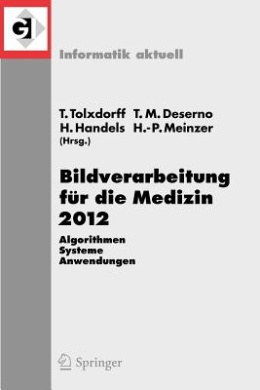 GI
Informatik aktuell
T. Tolxdorff T. M. Deserno
H. Handels H.-P. Meinzer
(Hrsg.)
Bildverarbeitung
für die Medizin
2012
Algorithmen
Systeme
Anwendungen
Springer